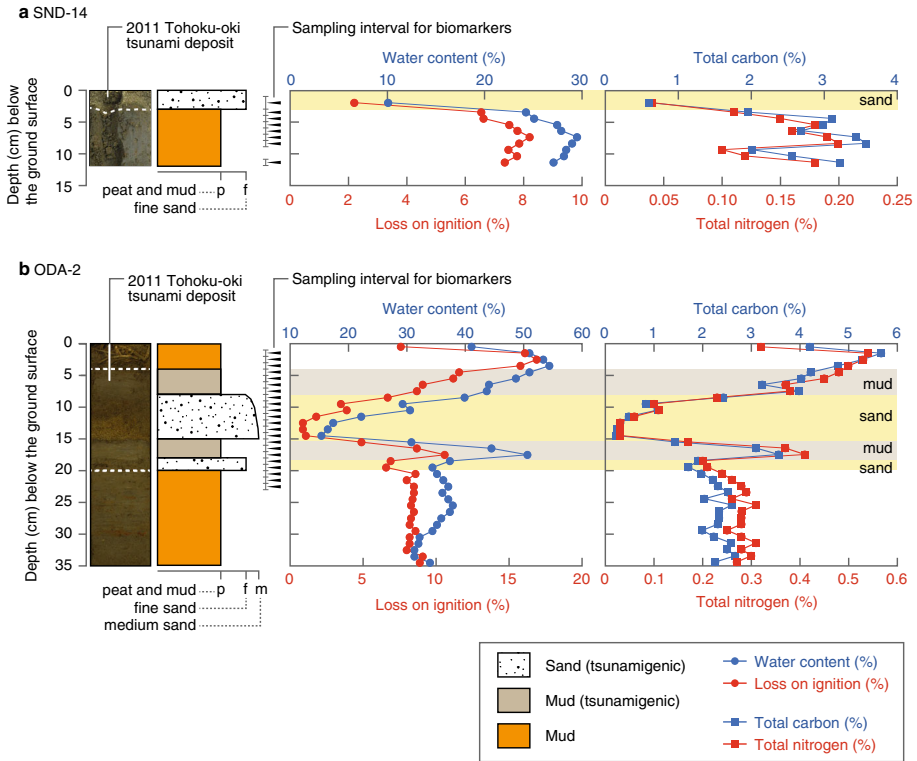 a SND-14
2011 Tohoku-oki
tsunami deposit
Sampling interval for biomarkers
Water content (%)
0 10 20 30
Total carbon (%)
0 1 2 3 4
Depth (cm) below
the ground surface
0
5
10
15
sand
peat and mud p f
fine sand
0 2 4 6 8 10
Loss on ignition (%)
0 0.05 0.10 0.15 0.20 0.25
Total nitrogen (%)
b ODA-2
2011 Tohoku-oki
tsunami deposit
Sampling interval for biomarkers
Water content (%)
10 20 30 40 50 60
Total carbon (%)
0 1 2 3 4 5 6
Depth (cm) below the ground surface
0
5
10
15
20
25
30
35
mud
sand
mud
sand
peat and mud p f m
fine sand
medium sand
0 5 10 15 20
Loss on ignition (%)
0 0.1 0.2 0.3 0.4 0.5 0.6
Total nitrogen (%)
Sand (tsunamigenic)
Mud (tsunamigenic)
Mud
Water content (%)
Loss on ignition (%)
Total carbon (%)
Total nitrogen (%)